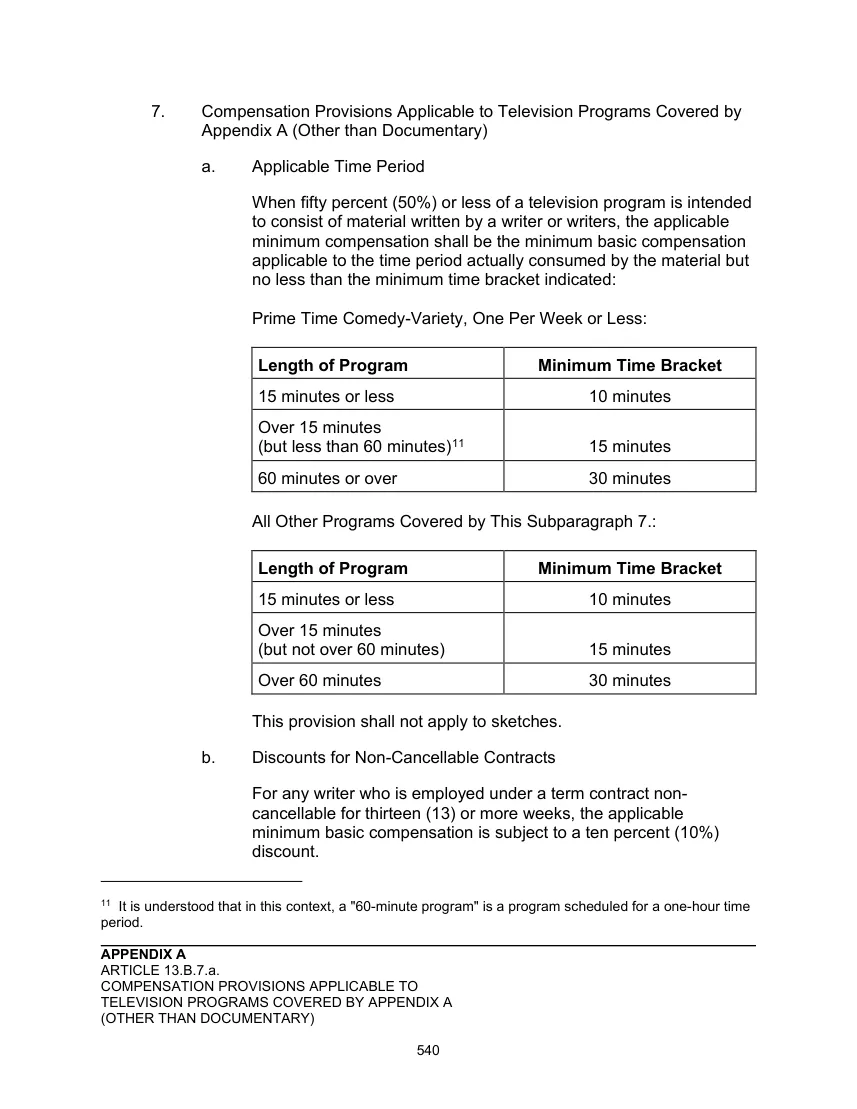 7. Compensation Provisions Applicable to Television Programs Covered by
Appendix A (Other than Documentary)
a. Applicable Time Period
When fifty percent (50%) or less of a television program is intended
to consist of material written by a writer or writers, the applicable
minimum compensation shall be the minimum basic compensation
applicable to the time period actually consumed by the material but
no less than the minimum time bracket indicated:
Prime Time Comedy-Variety, One Per Week or Less:
Length of Program Minimum Time Bracket
15 minutes or less 10 minutes
Over 15 minutes
(but less than 60 minutes)11 15 minutes
60 minutes or over 30 minutes
All Other Programs Covered by This Subparagraph 7.:
Length of Program Minimum Time Bracket
15 minutes or less 10 minutes
Over 15 minutes
(but not over 60 minutes) 15 minutes
Over 60 minutes 30 minutes
This provision shall not apply to sketches.
b. Discounts for Non-Cancellable Contracts
For any writer who is employed under a term contract non-
cancellable for thirteen (13) or more weeks, the applicable
minimum basic compensation is subject to a ten percent (10%)
discount.
11 It is understood that in this context, a "60-minute program" is a program scheduled for a one-hour time
period.
APPENDIX A
ARTICLE 13.B.7.a.
COMPENSATION PROVISIONS APPLICABLE TO
TELEVISION PROGRAMS COVERED BY APPENDIX A
(OTHER THAN DOCUMENTARY)
540